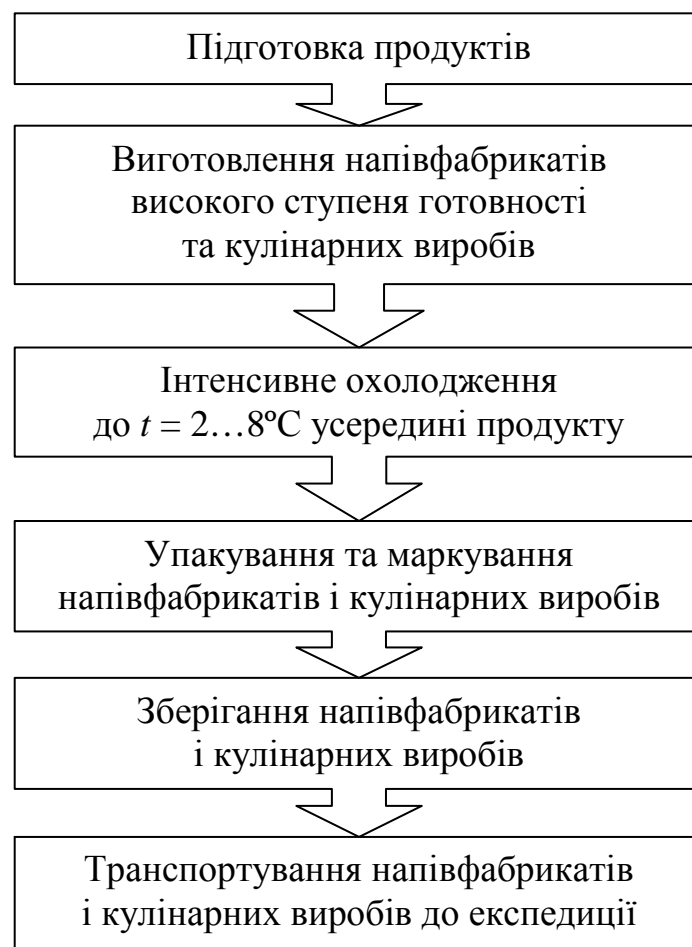 Підготовка продуктів
Виготовлення напівфабрикатів
високого ступеня готовності
та кулінарних виробів
Інтенсивне охолодження
до t = 2…8ºС усередині продукту
Упакування та маркування
напівфабрикатів і кулінарних виробів
Зберігання напівфабрикатів
і кулінарних виробів
Транспортування напівфабрикатів
і кулінарних виробів до експедиції